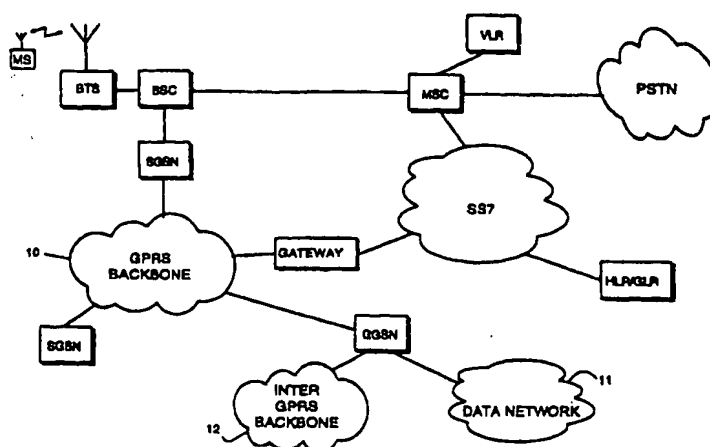 MS
BTS
BSC
VLR
MSC
PSTN
SGSN
SS7
10
GPRS
BACKBONE
GATEWAY
HLR/GLR
SGSN
GGSN
INTER
GPRS
BACKBONE
12
DATA NETWORK
11